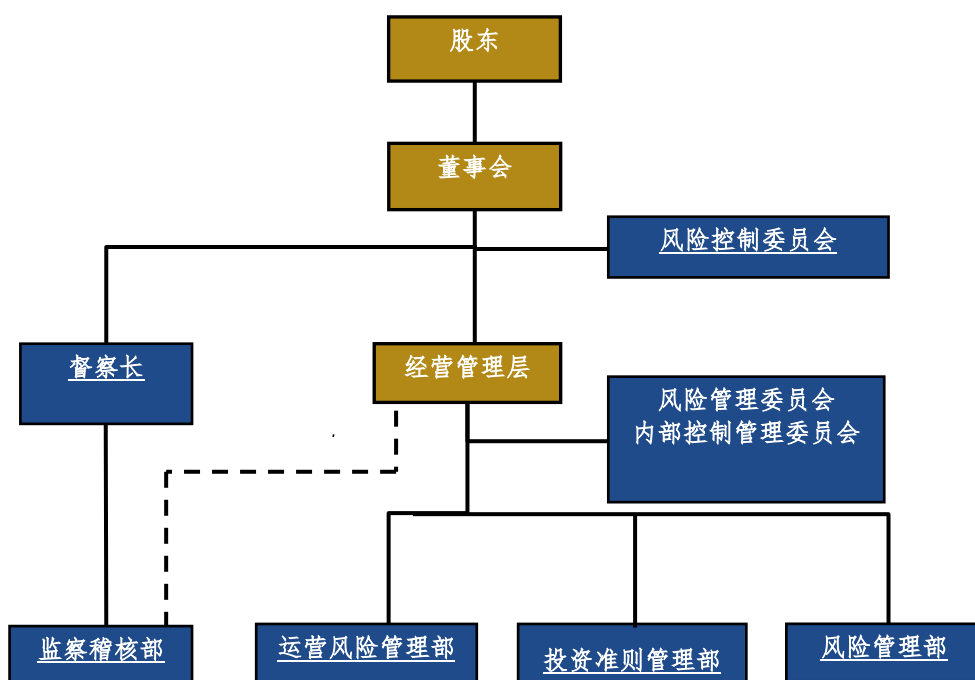 股东
董事会
风险控制委员会
督察长
经营管理层
风险管理委员会
内部控制管理委员会
监察稽核部
运营风险管理部
投资准则管理部
风险管理部